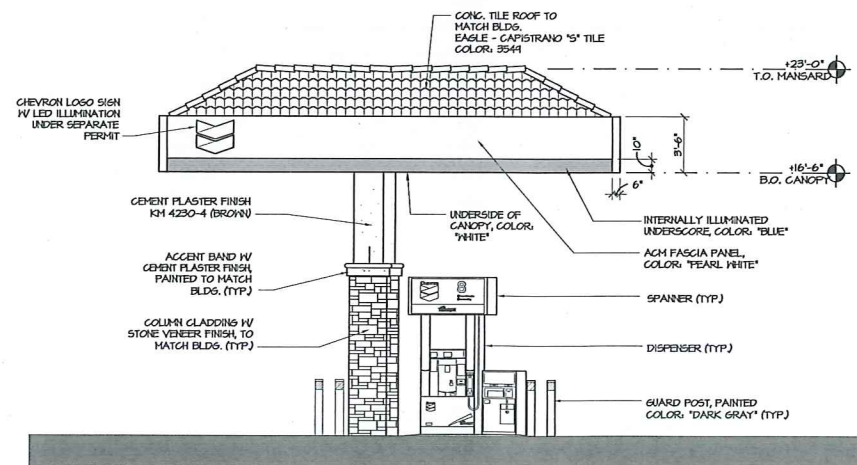 CONC. TILE ROOF TO
MATCH BLDG.
EAGLE - CAPISTRANO "S" TILE
COLOR: 3549
+23'-0"
T.O. MANSARD
CHEVRON LOGO SIGN
W/ LED ILLUMINATION
UNDER SEPARATE
PERMIT
10"
3'-6"
+16'-6"
B.O. CANOPY
6"
CEMENT PLASTER FINISH
KM 4230-4 (BROWN)
UNDERSIDE OF
CANOPY, COLOR:
"WHITE"
INTERNALLY ILLUMINATED
UNDERSCORE, COLOR: "BLUE"
ACM FASCIA PANEL,
COLOR: "PEARL WHITE"
ACCENT BAND W/
CEMENT PLASTER FINISH,
PAINTED TO MATCH
BLDG. (TYP.)
8
SPANNER (TYP.)
COLUMN CLADDING W/
STONE VENEER FINISH, TO
MATCH BLDG. (TYP.)
DISPENSER (TYP.)
GUARD POST, PAINTED
COLOR: "DARK GRAY" (TYP.)